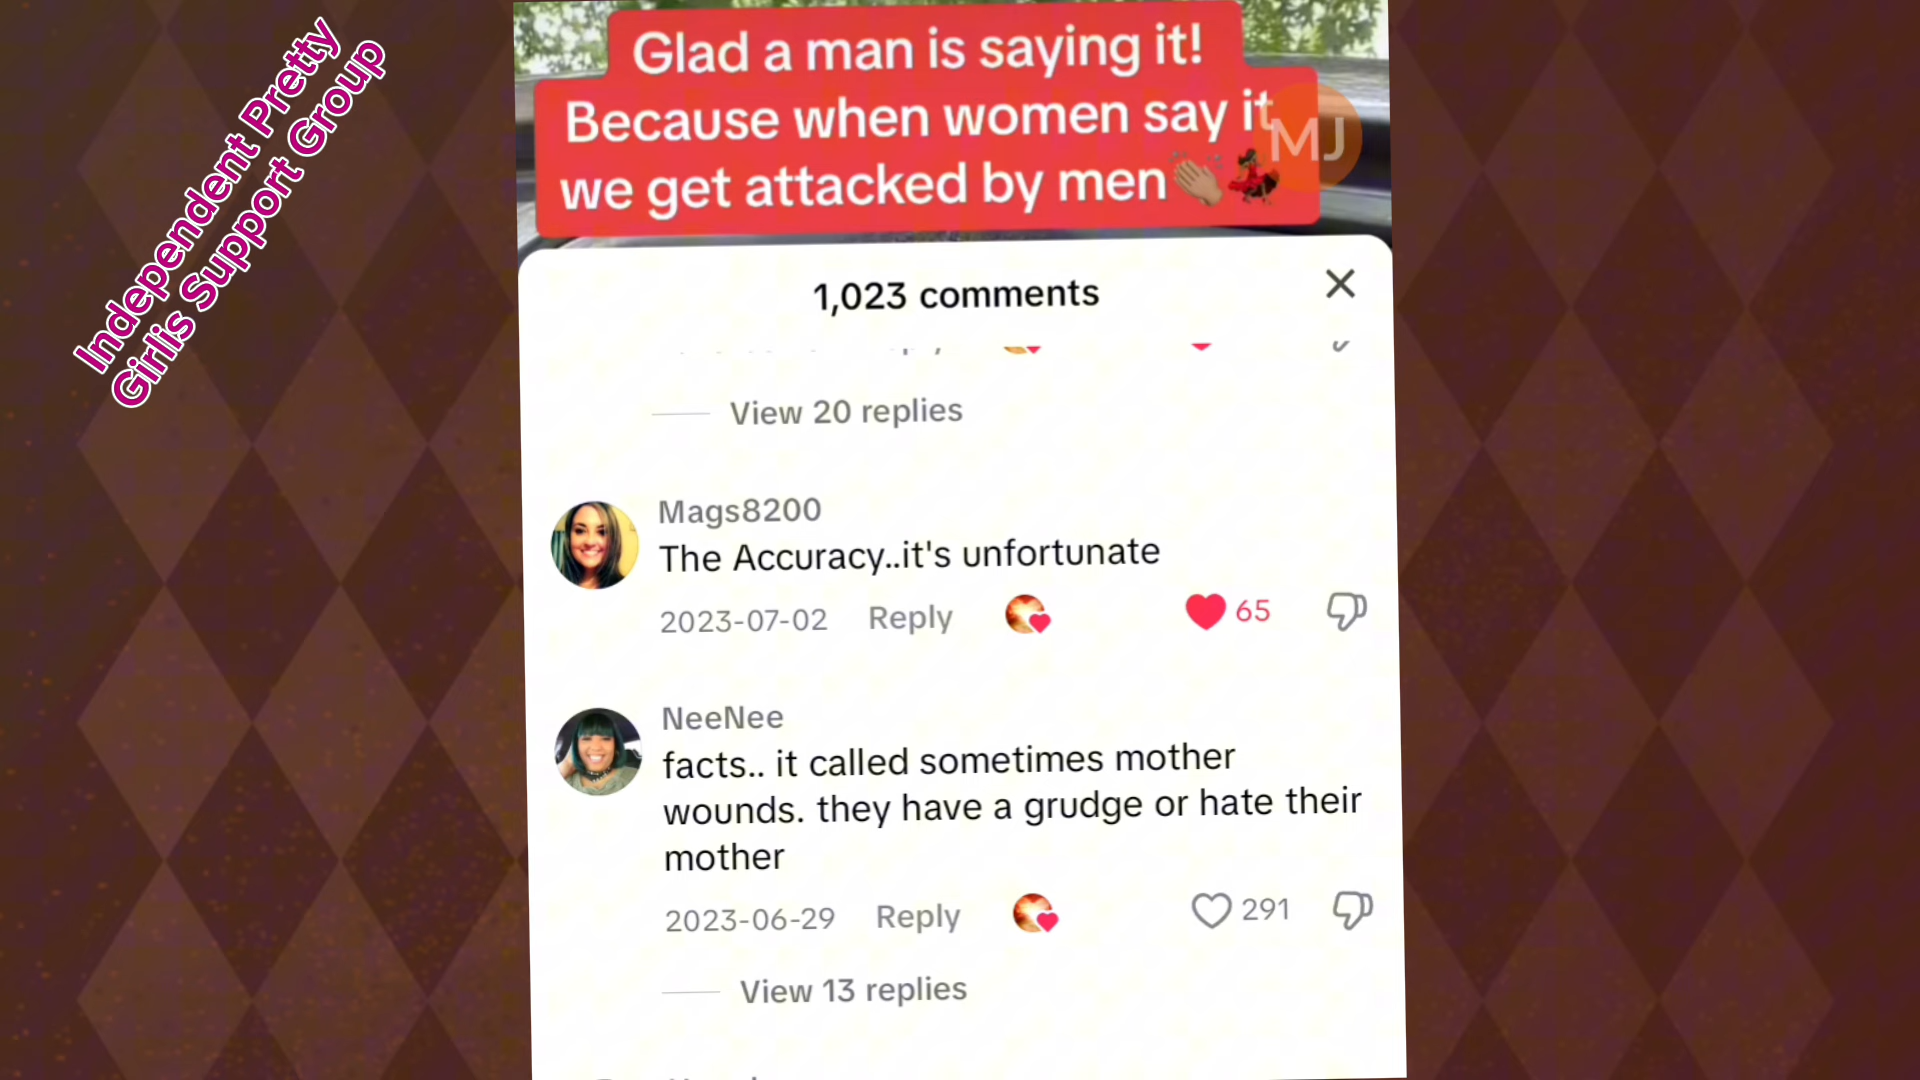 Independent Pretty
Girlis Support Group
Glad a man is saying it!
Because when women say it
we get attacked by men
MJ
1,023 comments
View 20 replies
Mags8200
The Accuracy..it's unfortunate
2023-07-02 Reply 65
NeeNee
facts.. it called sometimes mother
wounds. they have a grudge or hate their
mother
2023-06-29 Reply 291
View 13 replies